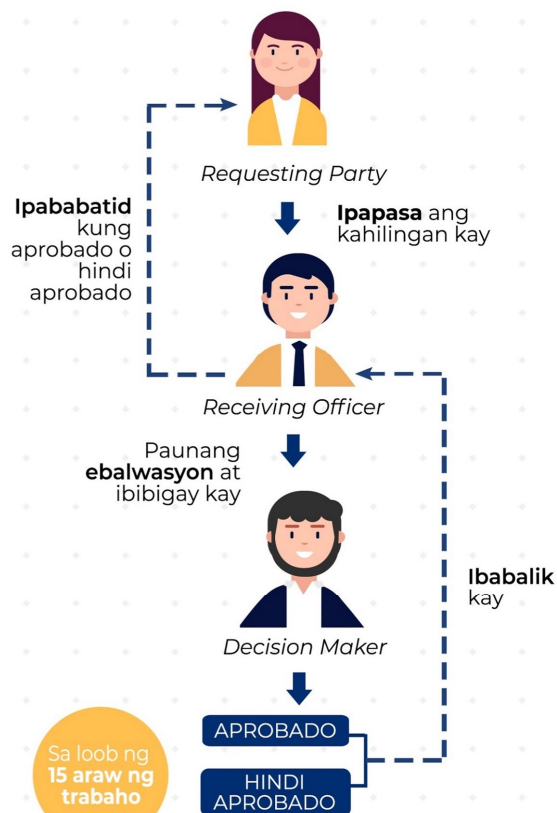 Requesting Party
Ipababatid
kung
aprobado o
hindi
aprobado
Ipapasa ang
kahilingan kay
Receiving Officer
Paunang
ebalwasyon at
ibibigay kay
Ibabalik
kay
Decision Maker
APROBADO
Sa loob ng
15 araw ng
trabaho
HINDI
APROBADO